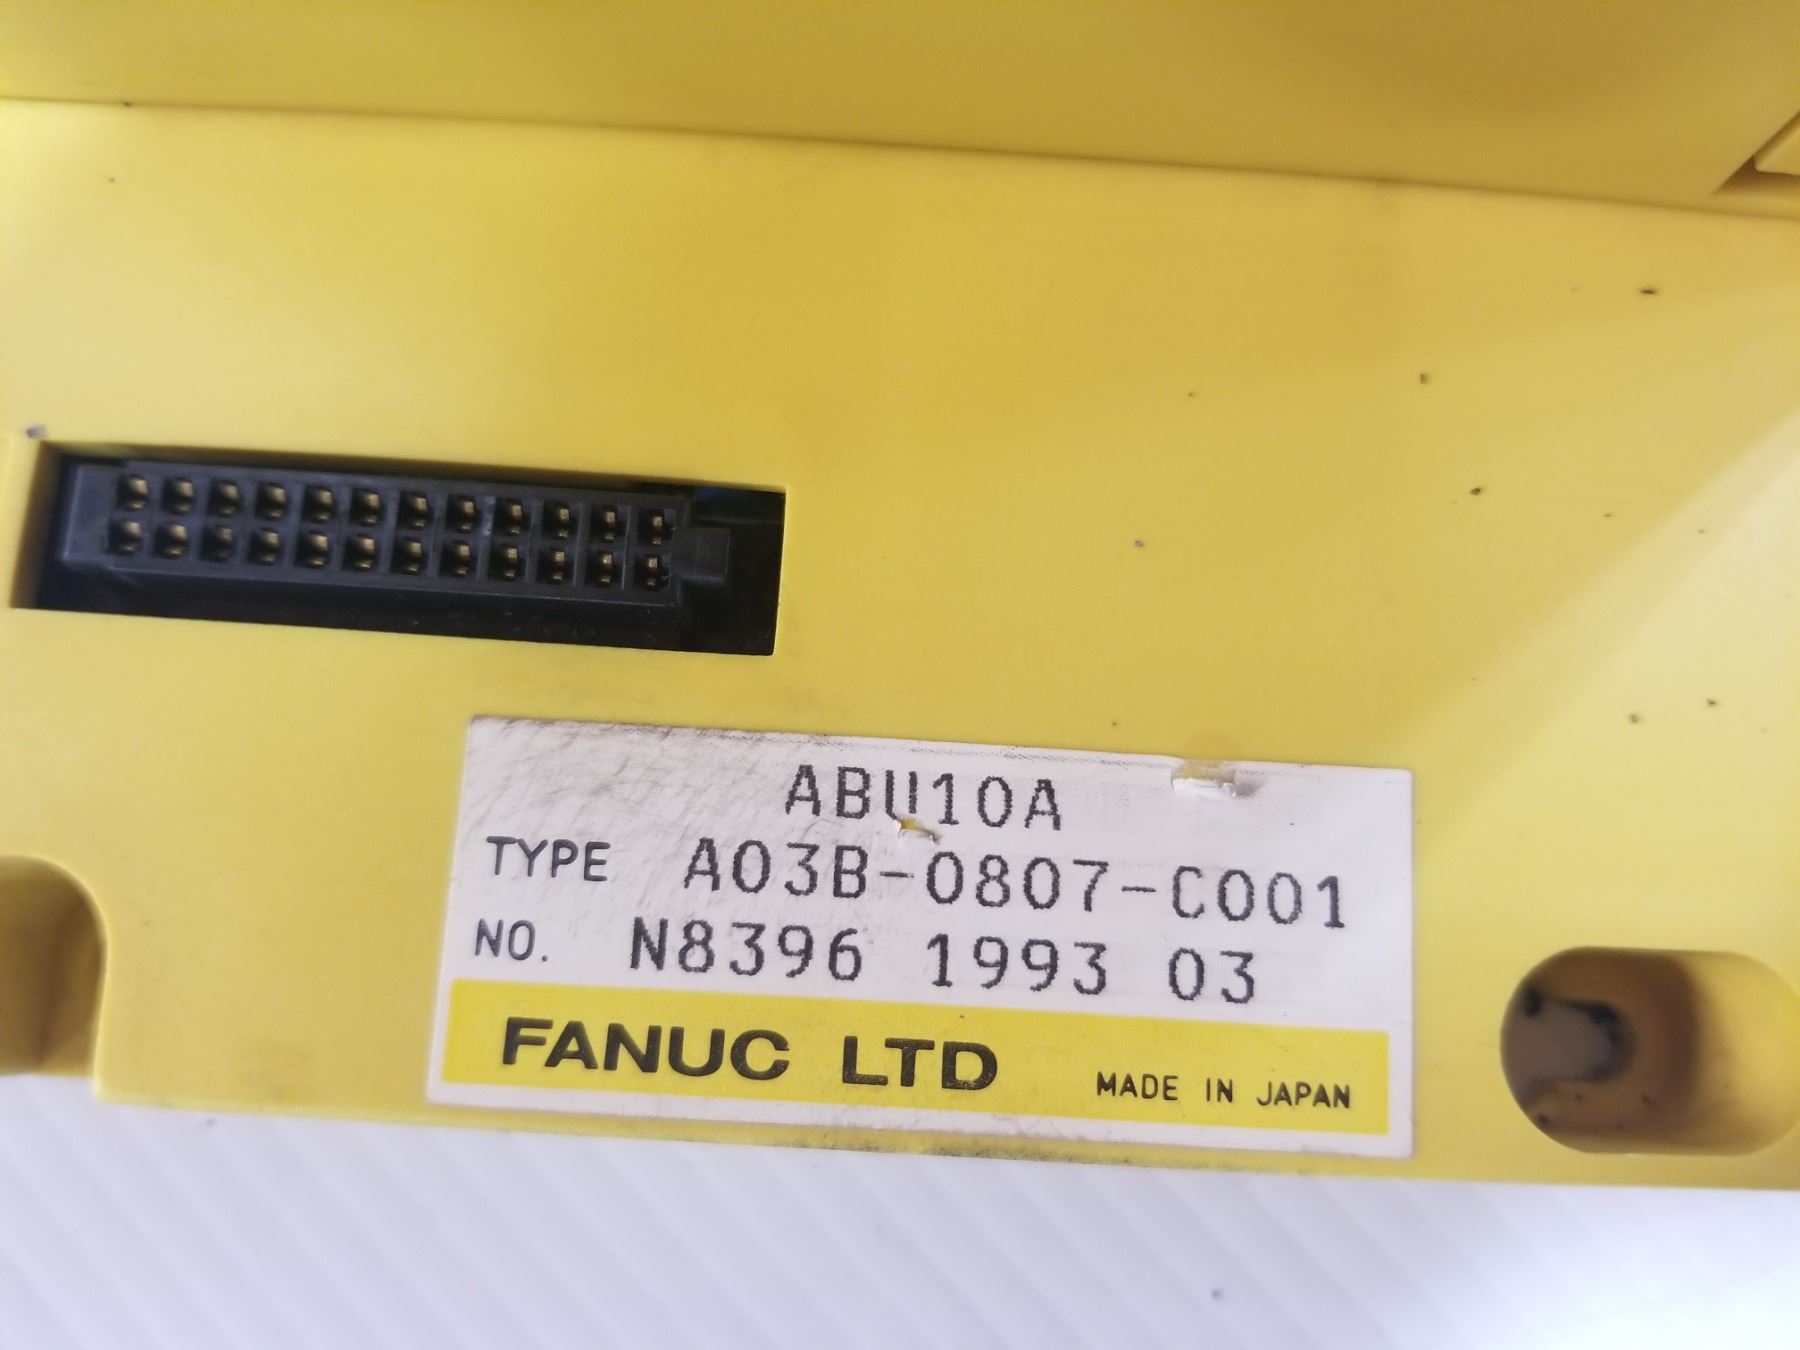 ABU10A
TYPE A03B-0807-C001
NO. N8396 1993 03
FANUC LTD MADE IN JAPAN